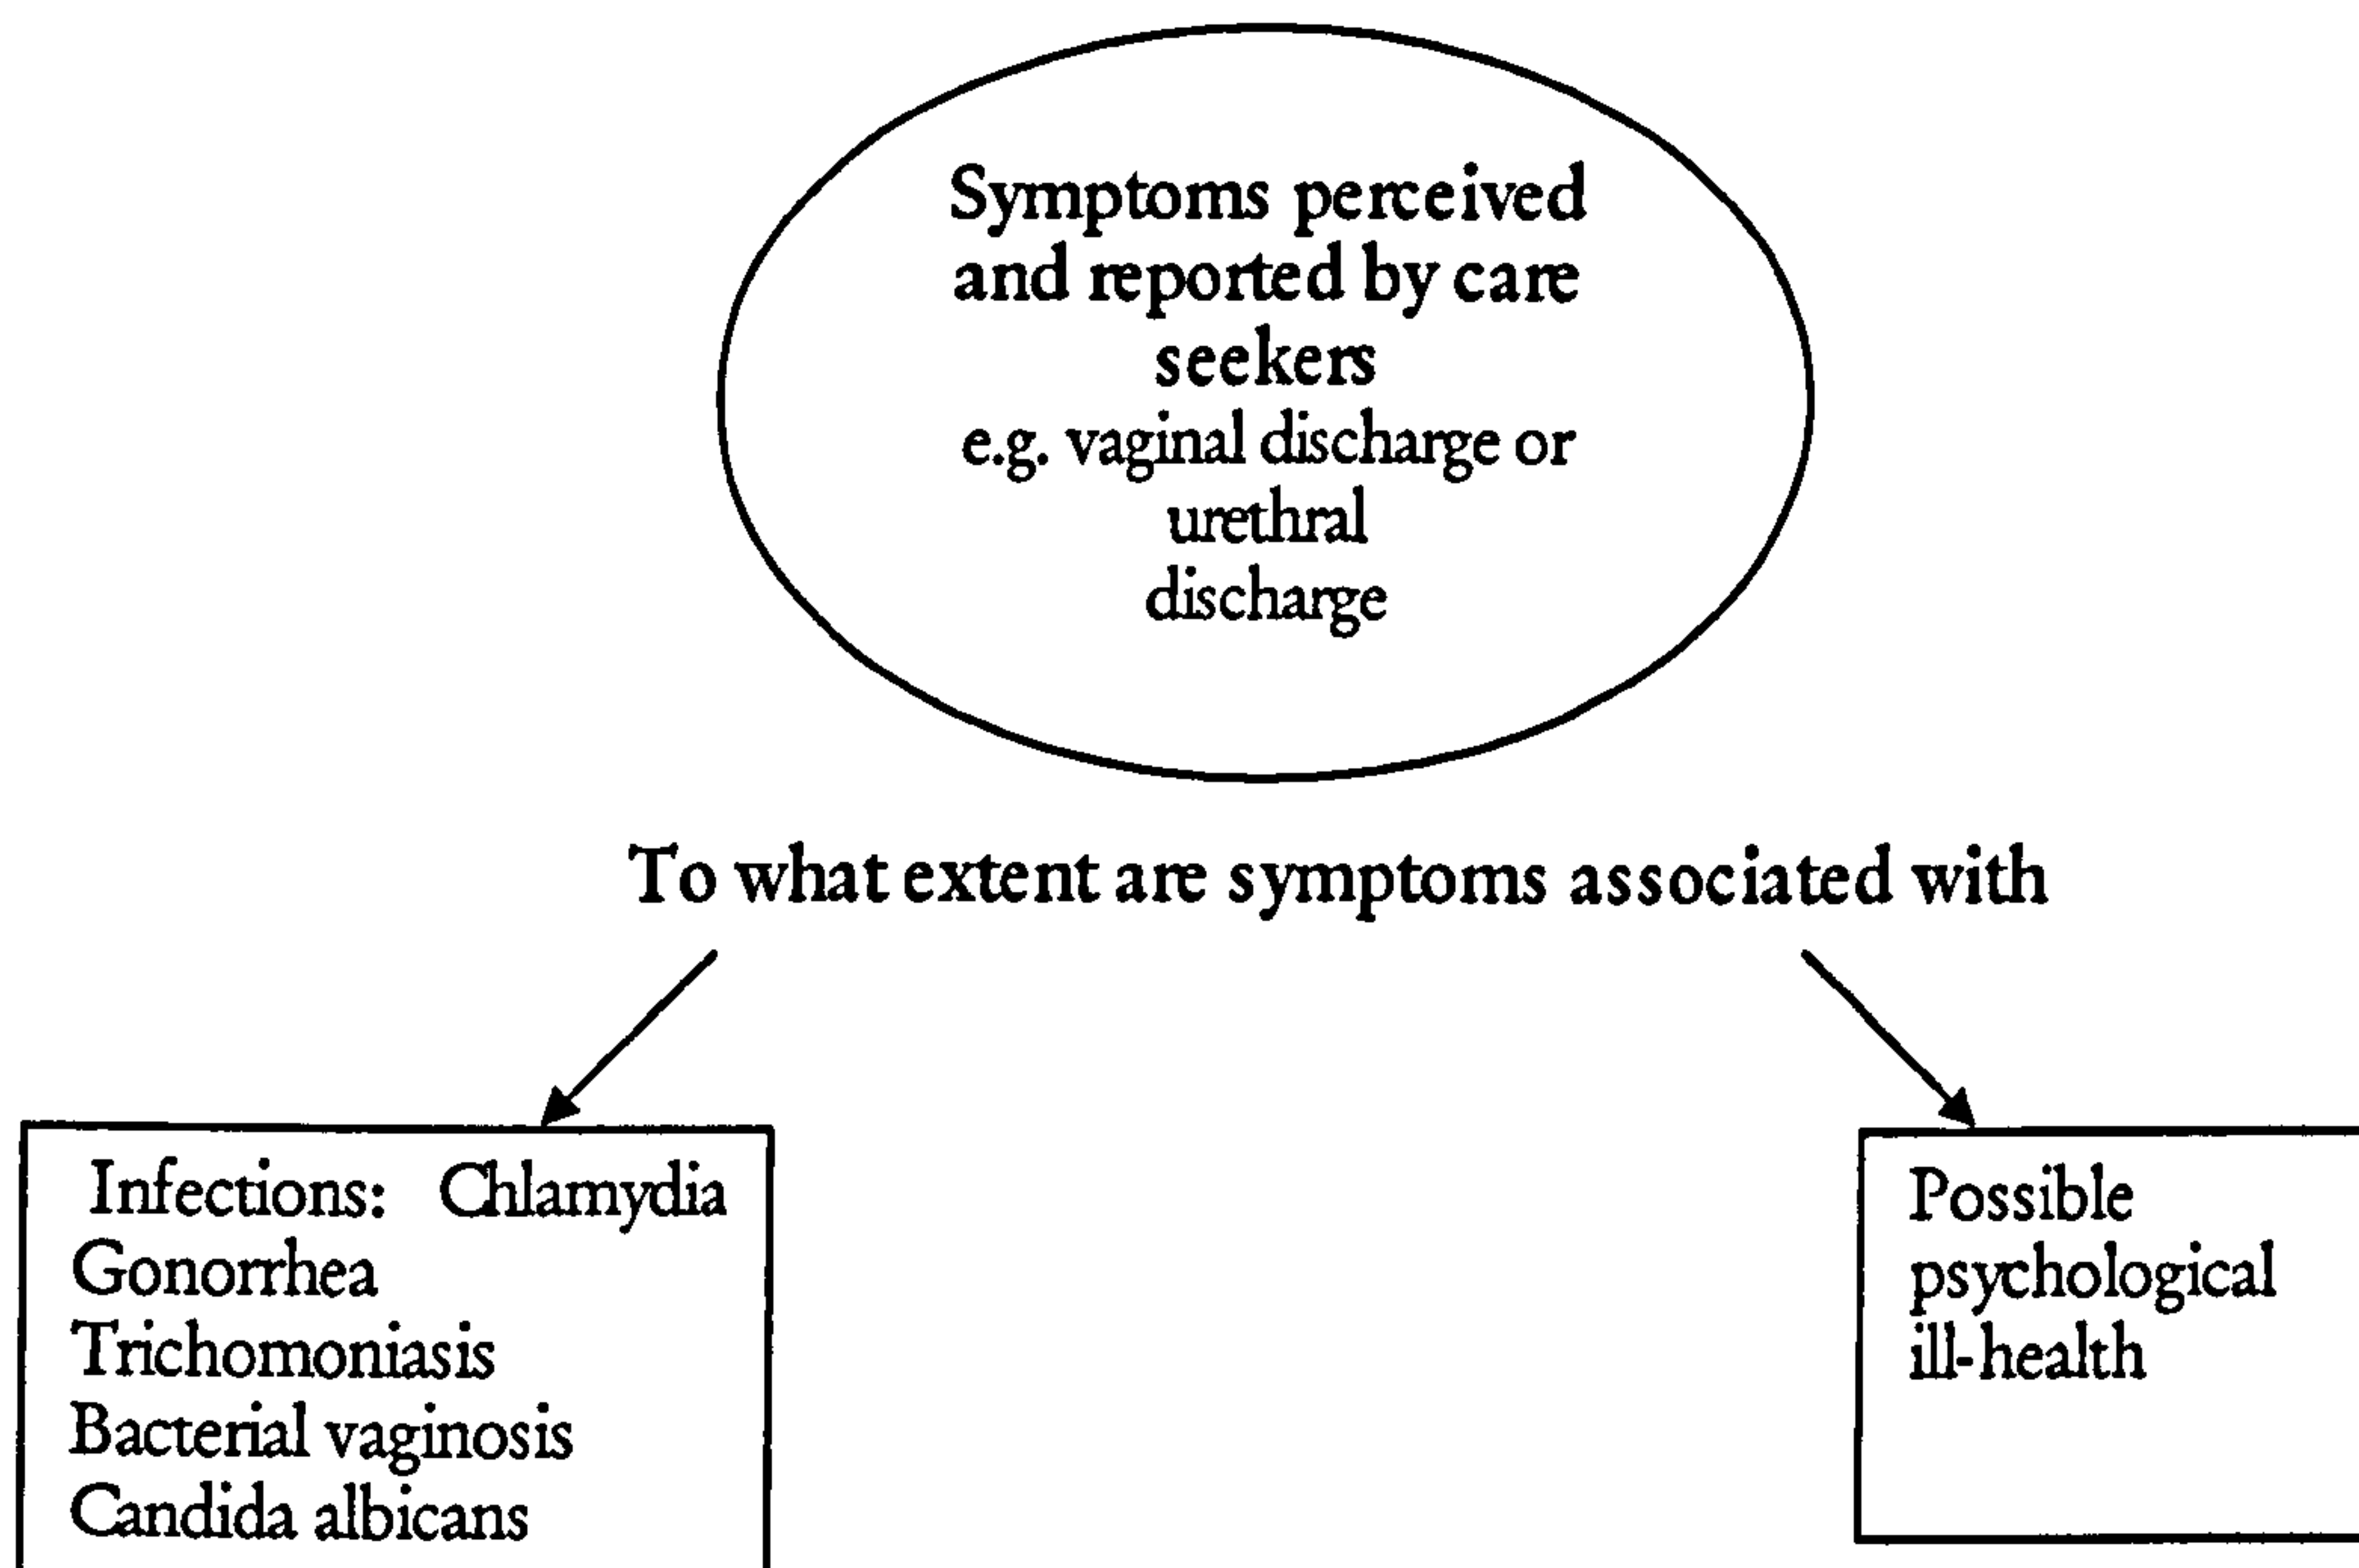 Symptoms perceived
and reported by care
seekers
e.g. vaginal discharge or
urethral
discharge
To what extent are symptoms associated with
Infections: Chlamydia
Gonorrhea
Trichomoniasis
Bacterial vaginosis
Candida albicans
Possible
psychological
ill-health